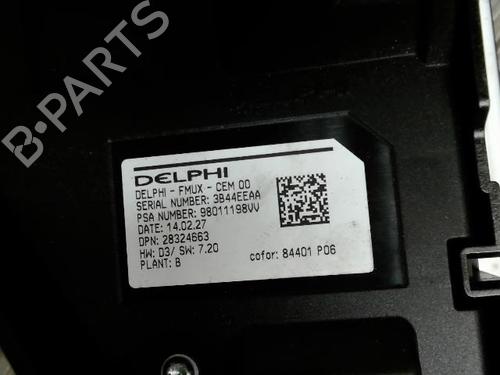 B-PARTS
DELPHI
DELPHI - FMUX - CEM 00
SERIAL NUMBER: 3B44EEAA
PSA NUMBER: 98011198VV
DATE: 14.02.27
DPN: 28324663
HW: D3/ SW: 7.20
PLANT: B
cofor: 84401 P06